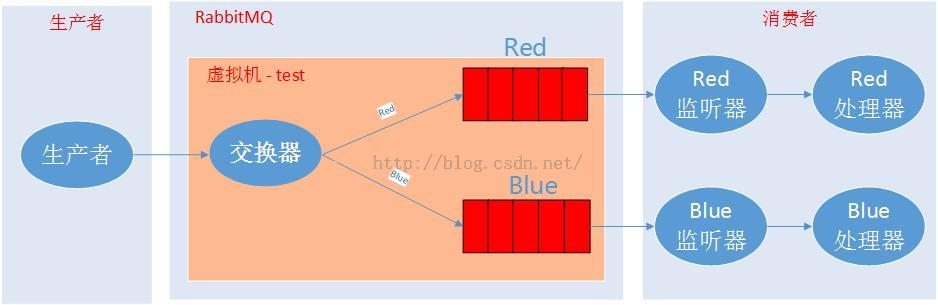 生产者
RabbitMQ
消费者
虚拟机 - test
Red
Red
Blue
Blue
生产者
交换器
http://blog.csdn.net/
Red
监听器
Red
处理器
Blue
监听器
Blue
处理器